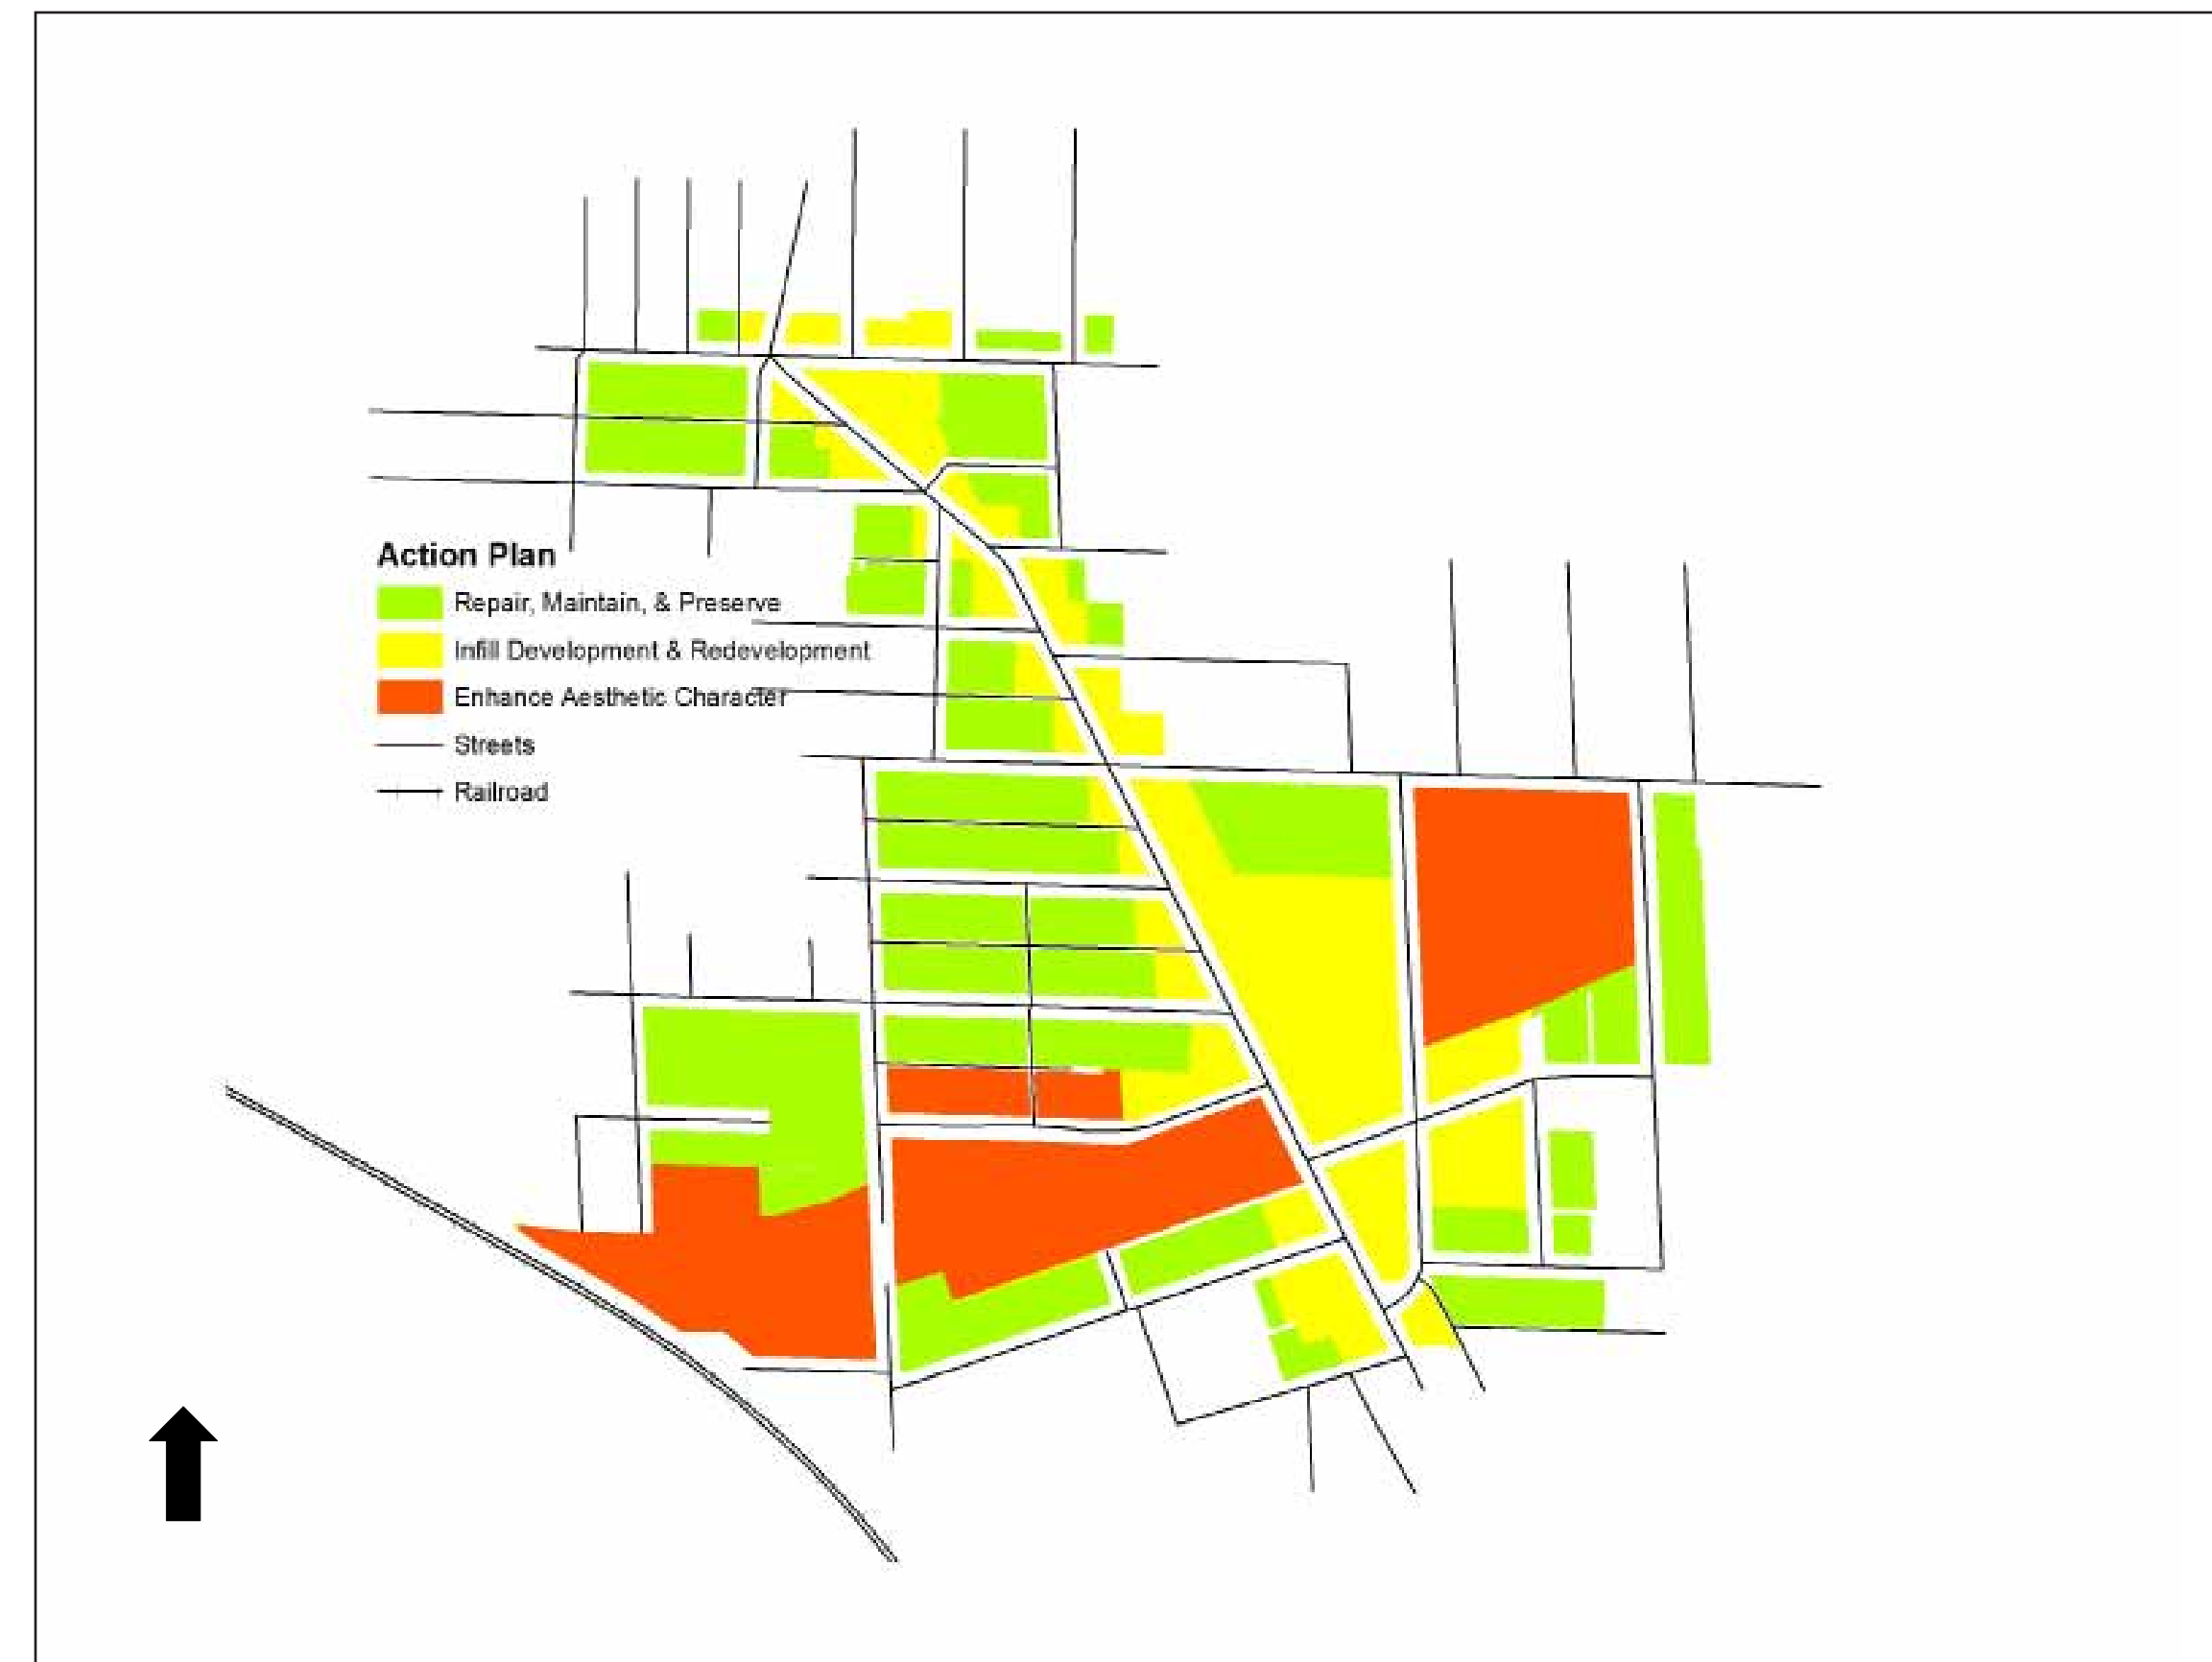 Action Plan
Repair, Maintain, & Preserve
Infill Development & Redevelopment
Enhance Aesthetic Character
Streets
Railroad